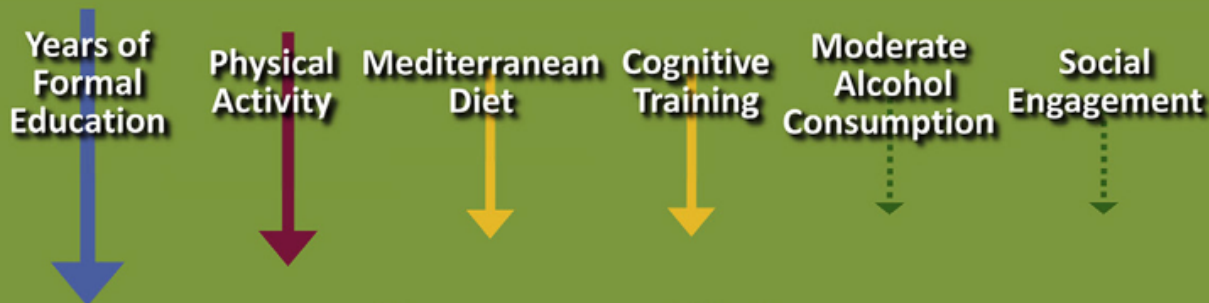 Years of
Formal
Education
Physical
Activity
Mediterranean
Diet
Cognitive
Training
Moderate
Alcohol
Consumption
Social
Engagement